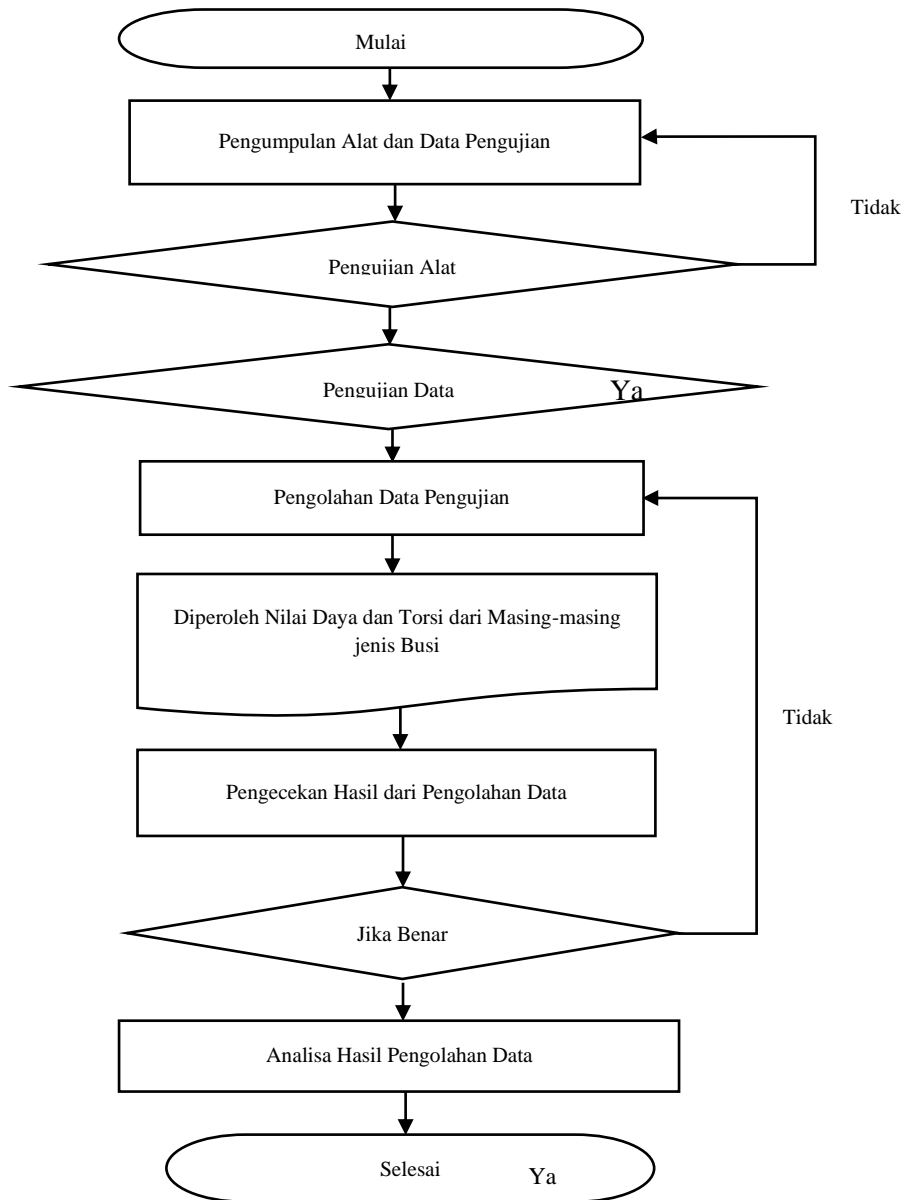 Mulai
Pengumpulan Alat dan Data Pengujian
Tidak
Pengujian Alat
Pengujian Data
Ya
Pengolahan Data Pengujian
Diperoleh Nilai Daya dan Torsi dari Masing-masing
jenis Busi
Tidak
Pengecekan Hasil dari Pengolahan Data
Jika Benar
Analisa Hasil Pengolahan Data
Selesai
Ya